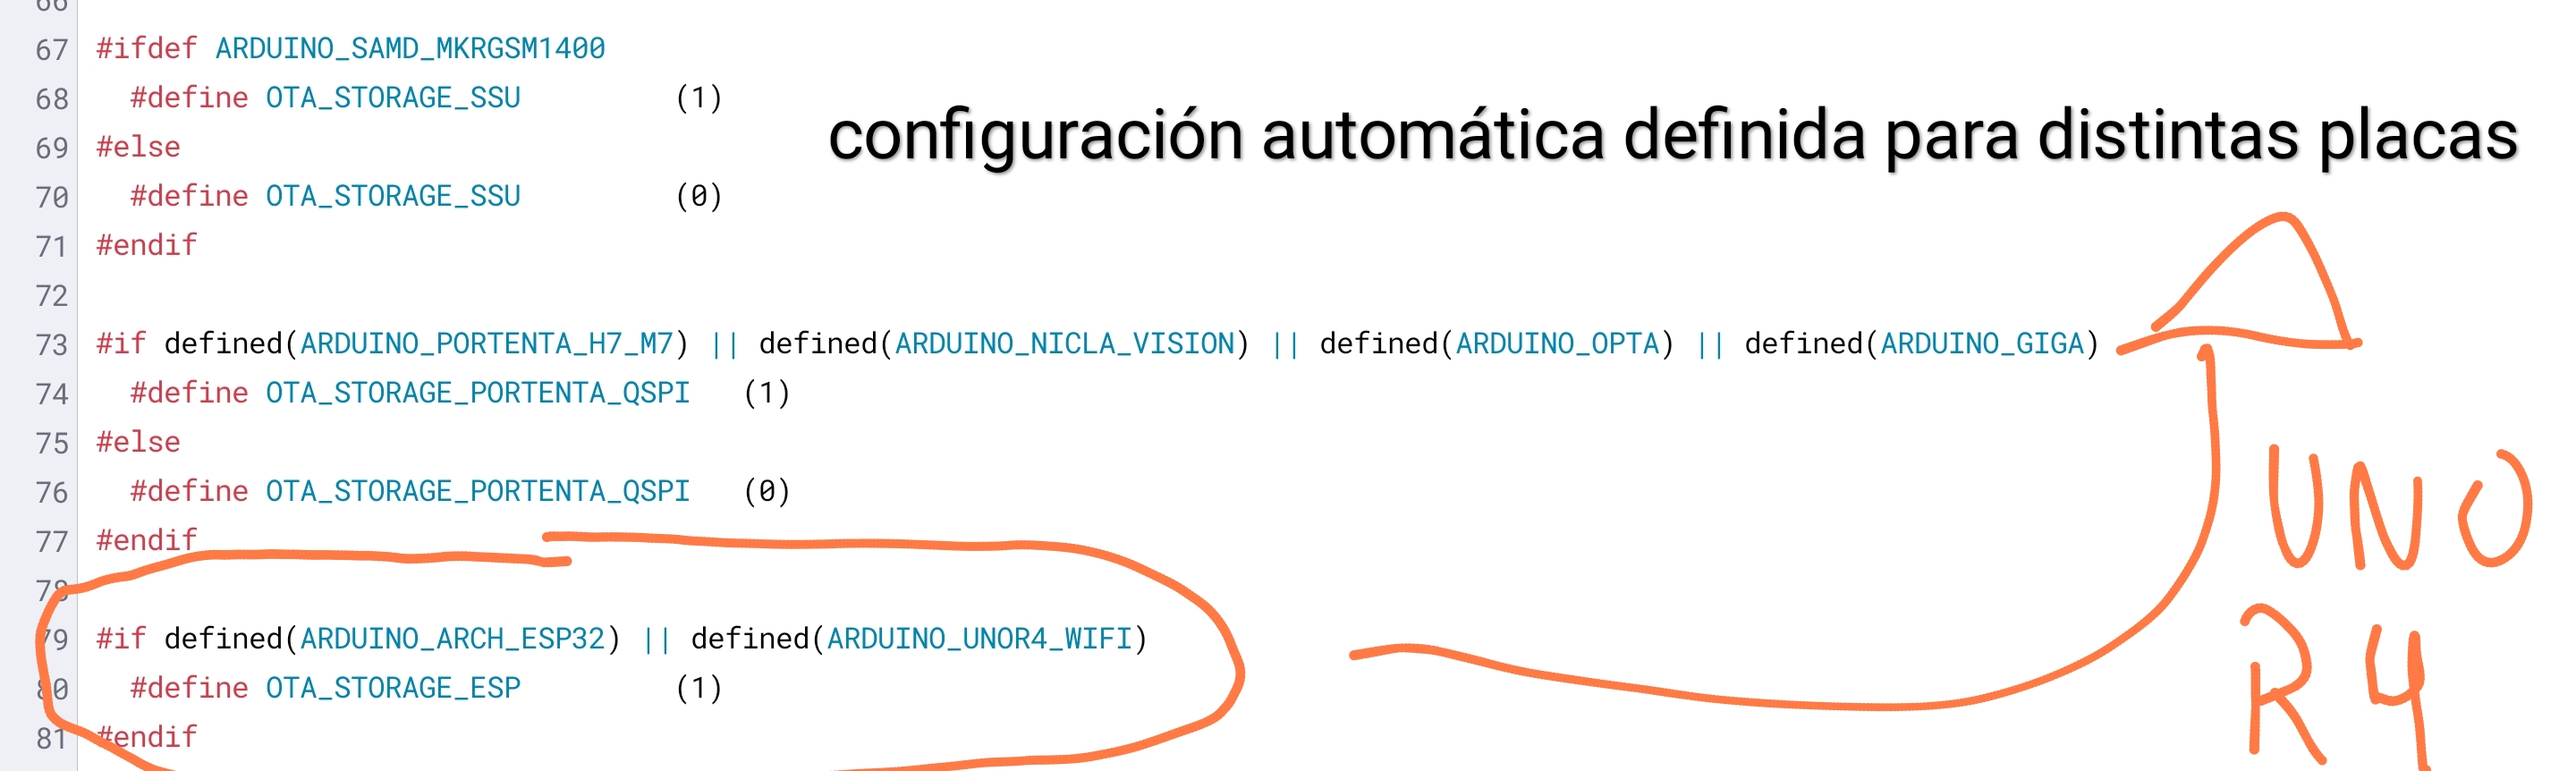 66
67 #ifdef ARDUINO_SAMD_MKRGSM1400
68 #define OTA_STORAGE_SSU (1)
configuración automática definida para distintas placas
69 #else
70 #define OTA_STORAGE_SSU (0)
71 #endif
72
73 #if defined(ARDUINO_PORTENTA_H7_M7) || defined(ARDUINO_NICLA_VISION) || defined(ARDUINO_OPTA) || defined(ARDUINO_GIGA)
74 #define OTA_STORAGE_PORTENTA_QSPI (1)
75 #else
76 #define OTA_STORAGE_PORTENTA_QSPI (0)
77 #endif
78
79 #if defined(ARDUINO_ARCH_ESP32) || defined(ARDUINO_UNOR4_WIFI)
80 #define OTA_STORAGE_ESP (1)
81 #endif
UNO
R4